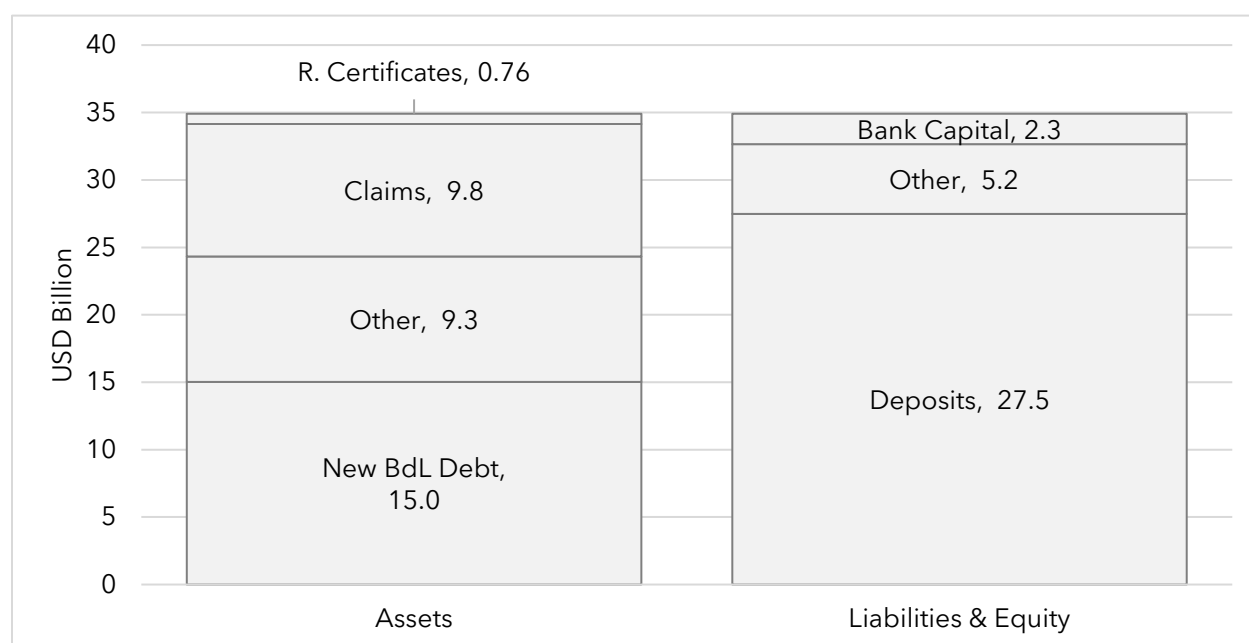 40
R. Certificates, 0.76
35
Bank Capital, 2.3
Claims,  9.8
Other,  5.2
30
25
USD Billion
Other,  9.3
20
15
Deposits,  27.5
New BdL Debt,
15.0
10
5
0
Assets
Liabilities & Equity